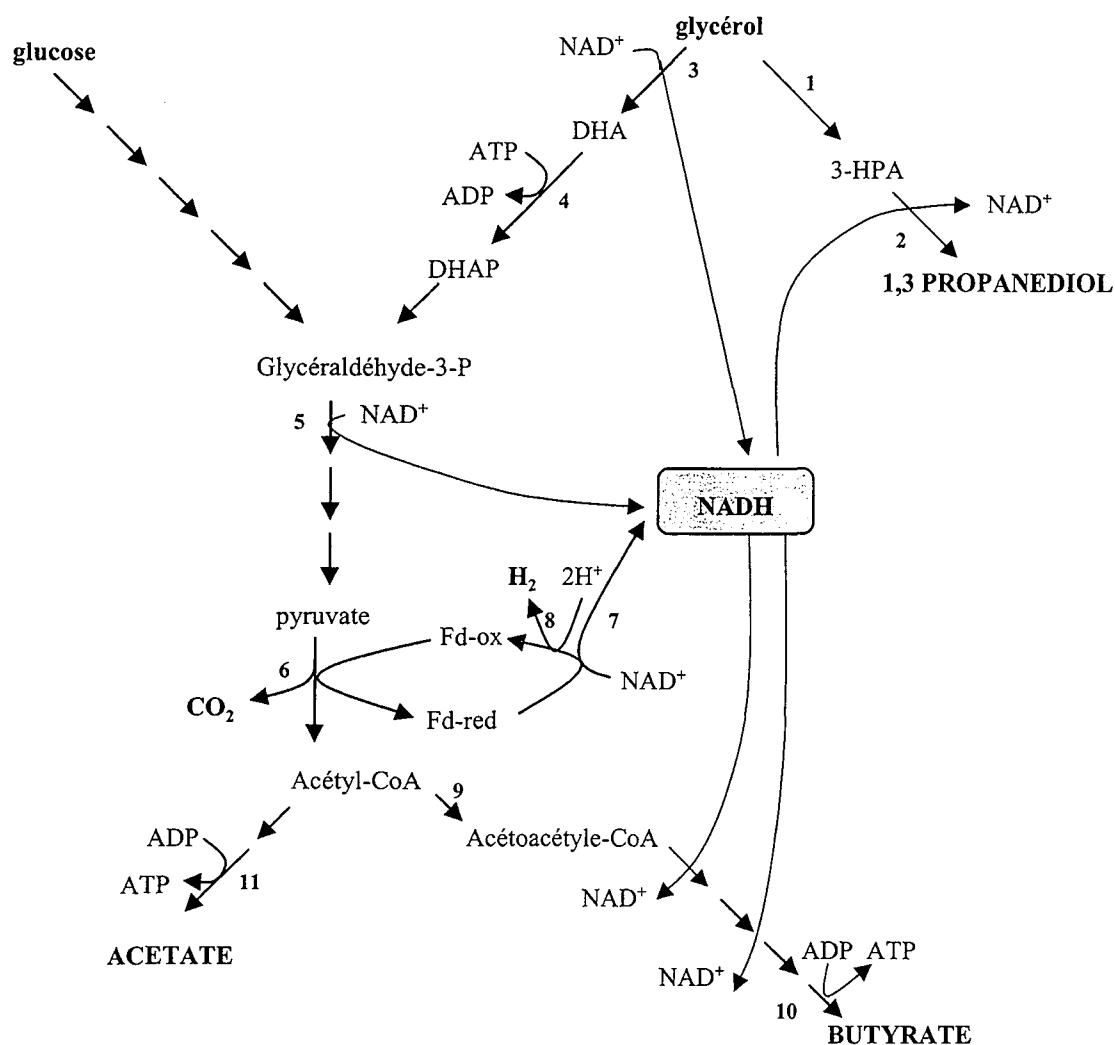 glycérol
glucose
NAD⁺
3
1
DHA
ATP
3-HPA
ADP
4
NAD⁺
2
DHAP
1,3 PROPANEDIOL
Glycéraldéhyde-3-P
5
NAD⁺
NADH
H₂
2H⁺
pyruvate
8
7
Fd-ox
6
NAD⁺
CO₂
Fd-red
Acétyl-CoA
9
ADP
Acétoacétyle-CoA
ATP
11
NAD⁺
ACETATE
ADP
ATP
NAD⁺
10
BUTYRATE